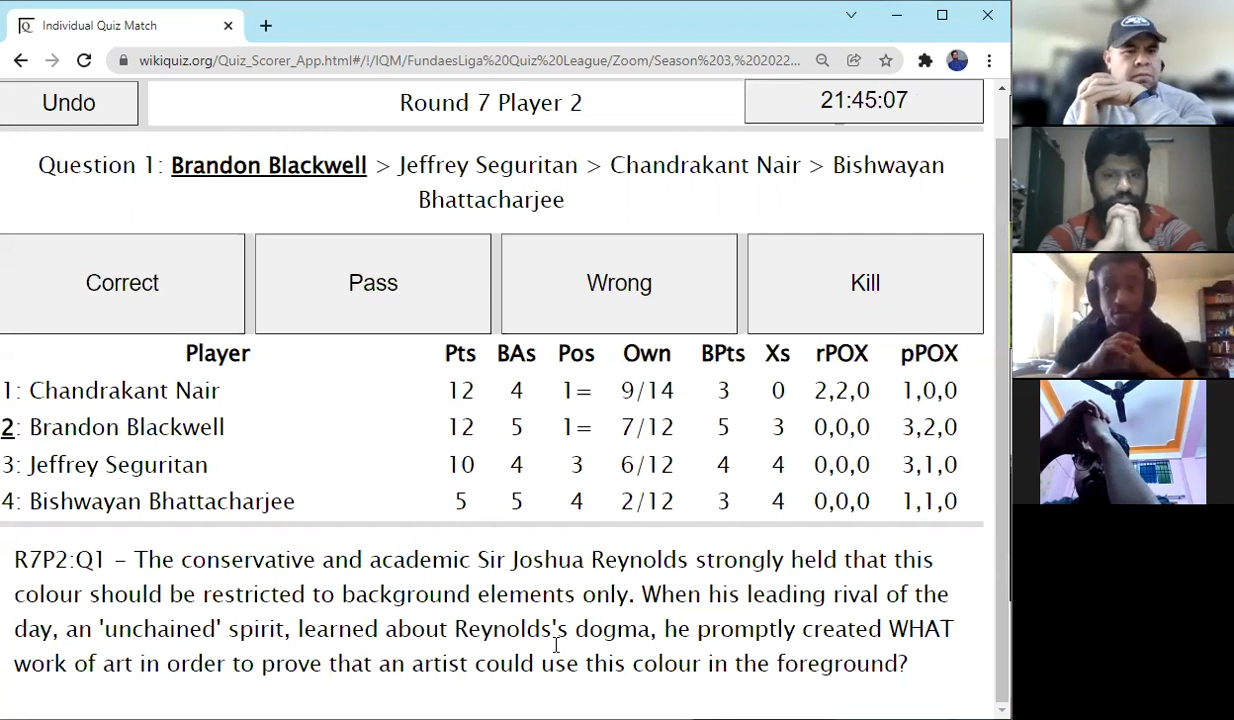 Individual Quiz Match
wikiquiz.org/Quiz_Scorer_App.html#/!/IQM/FundaesLiga%20Quiz%20League/Zoom/Season%203,%202022...
Undo
Round 7 Player 2
21:45:07
Question 1: Brandon Blackwell > Jeffrey Seguritan > Chandrakant Nair > Bishwayan
Bhattacharjee
Correct
Pass
Wrong
Kill
Player Pts BAs Pos Own BPts Xs rPOX pPOX
1: Chandrakant Nair 12 4 1= 9/14 3 0 2,2,0 1,0,0
2: Brandon Blackwell 12 5 1= 7/12 5 3 0,0,0 3,2,0
3: Jeffrey Seguritan 10 4 3 6/12 4 4 0,0,0 3,1,0
4: Bishwayan Bhattacharjee 5 5 4 2/12 3 4 0,0,0 1,1,0
R7P2:Q1 – The conservative and academic Sir Joshua Reynolds strongly held that this
colour should be restricted to background elements only. When his leading rival of the
day, an 'unchained' spirit, learned about Reynolds's dogma, he promptly created WHAT
work of art in order to prove that an artist could use this colour in the foreground?